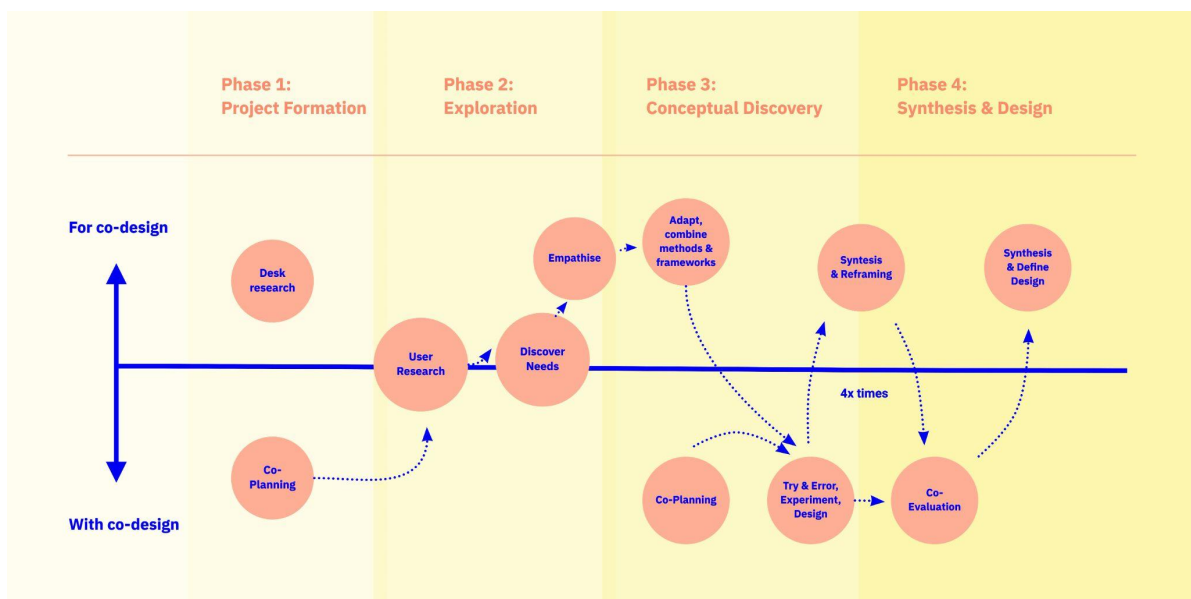 Phase 1:
Project Formation
Phase 2:
Exploration
Phase 3:
Conceptual Discovery
Phase 4:
Synthesis & Design
For co-design
With co-design
Desk
research
Co-
Planning
User
Research
Discover
Needs
Empathise
Adapt,
combine
methods &
frameworks
Co-Planning
Try & Error,
Experiment,
Design
Syntesis
& Reframing
4x times
Co-
Evaluation
Synthesis
& Define
Design